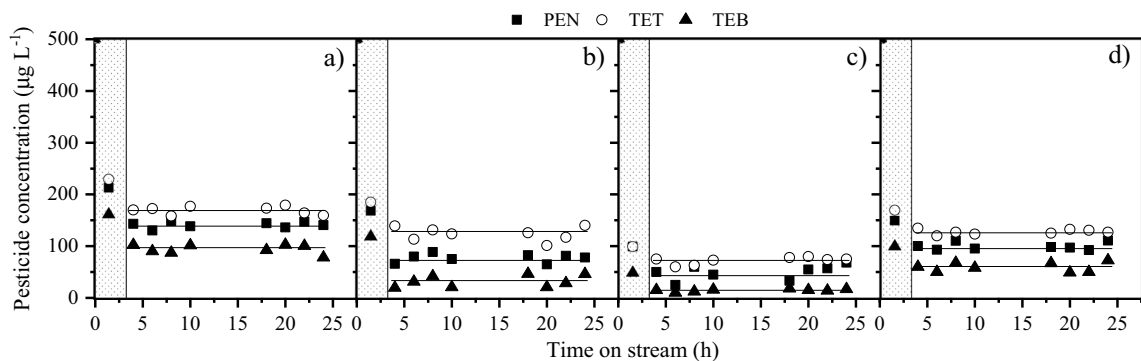 PEN TET TEB
Pesticide concentration (µg L-1)
500
400
300
200
100
0
a) b) c) d)
0 5 10 15 20 25 0 5 10 15 20 25 0 5 10 15 20 25 0 5 10 15 20 25
Time on stream (h)